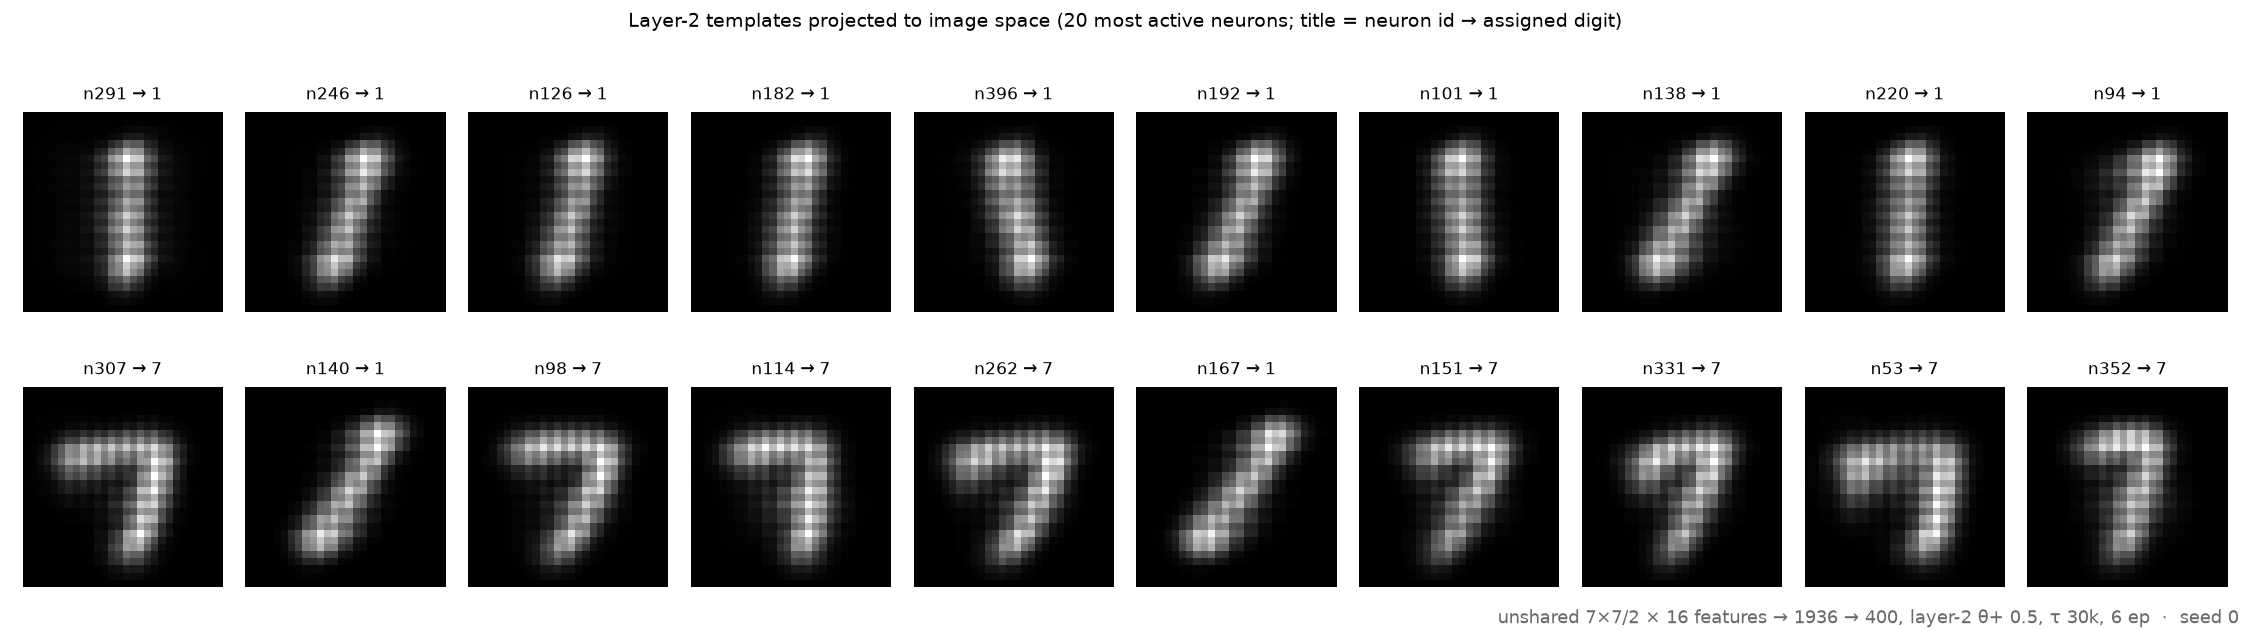 Layer-2 templates projected to image space (20 most active neurons; title = neuron id → assigned digit)
n291 → 1 n246 → 1 n126 → 1 n182 → 1 n396 → 1 n192 → 1 n101 → 1 n138 → 1 n220 → 1 n94 → 1
n307 → 7 n140 → 1 n98 → 7 n114 → 7 n262 → 7 n167 → 1 n151 → 7 n331 → 7 n53 → 7 n352 → 7
unshared 7×7/2 × 16 features → 1936 → 400, layer-2 θ+ 0.5, τ 30k, 6 ep · seed 0